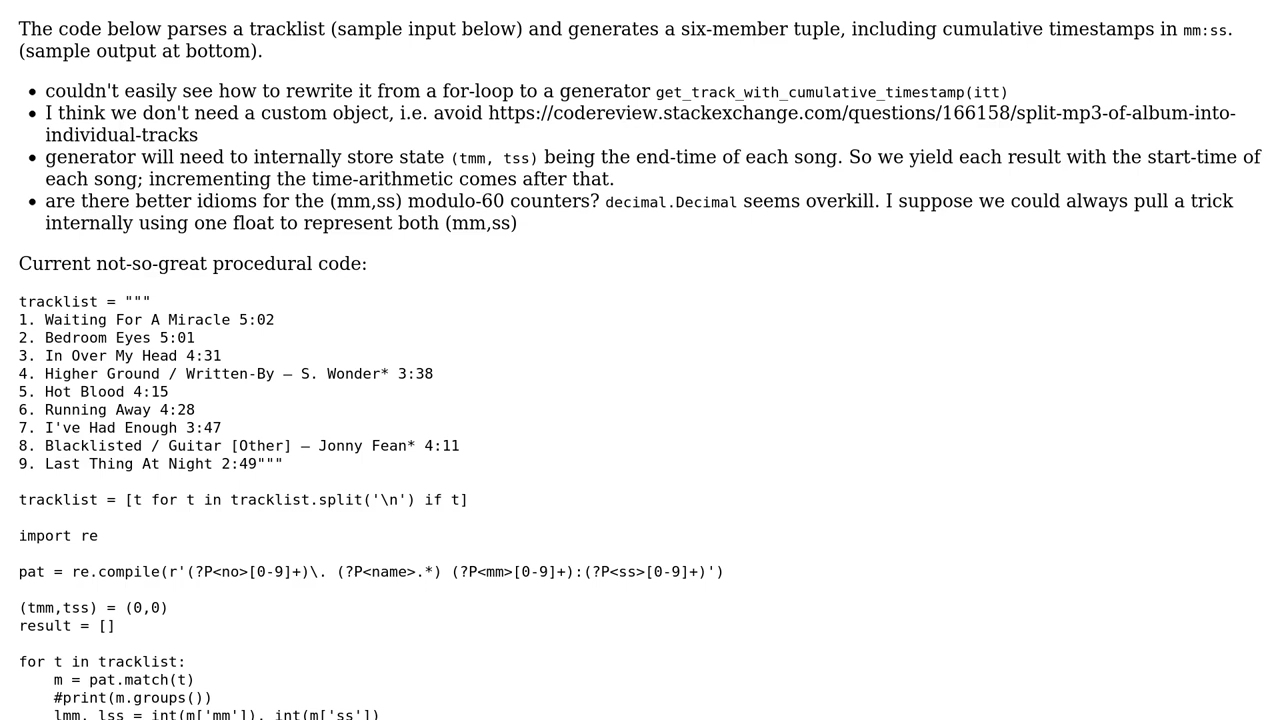 The code below parses a tracklist (sample input below) and generates a six-member tuple, including cumulative timestamps in mm:ss.
(sample output at bottom).
• couldn't easily see how to rewrite it from a for-loop to a generator get_track_with_cumulative_timestamp(itt)
• I think we don't need a custom object, i.e. avoid https://codereview.stackexchange.com/questions/166158/split-mp3-of-album-into-
individual-tracks
• generator will need to internally store state (tmm, tss) being the end-time of each song. So we yield each result with the start-time of
each song; incrementing the time-arithmetic comes after that.
• are there better idioms for the (mm,ss) modulo-60 counters? decimal.Decimal seems overkill. I suppose we could always pull a trick
internally using one float to represent both (mm,ss)
Current not-so-great procedural code:
tracklist = """
1. Waiting For A Miracle 5:02
2. Bedroom Eyes 5:01
3. In Over My Head 4:31
4. Higher Ground / Written-By – S. Wonder* 3:38
5. Hot Blood 4:15
6. Running Away 4:28
7. I've Had Enough 3:47
8. Blacklisted / Guitar [Other] – Jonny Fean* 4:11
9. Last Thing At Night 2:49"""
tracklist = [t for t in tracklist.split('\n') if t]
import re
pat = re.compile(r'(?P<no>[0-9]+)\. (?P<name>.*) (?P<mm>[0-9]+):(?P<ss>[0-9]+)')
(tmm,tss) = (0,0)
result = []
for t in tracklist:
    m = pat.match(t)
    #print(m.groups())
    lmm, lss = int(m['mm']), int(m['ss'])